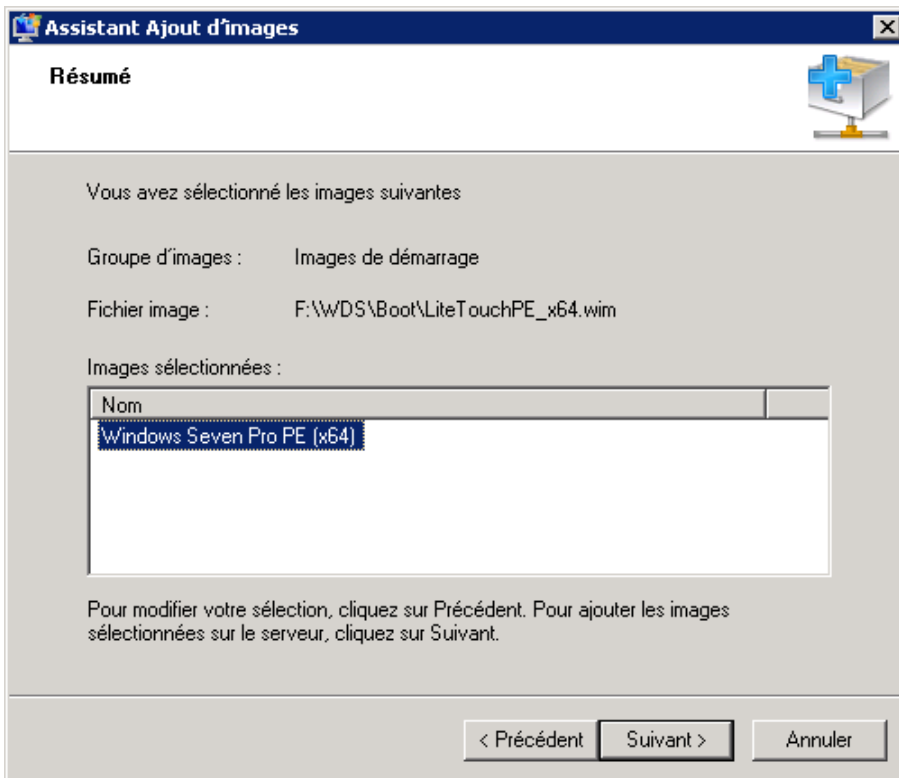 Assistant Ajout d'images
Résumé
Vous avez sélectionné les images suivantes
Groupe d'images : Images de démarrage
Fichier image : F:\WDS\Boot\LiteTouchPE_x64.wim
Images sélectionnées :
Nom
Windows Seven Pro PE (x64)
Pour modifier votre sélection, cliquez sur Précédent. Pour ajouter les images
sélectionnées sur le serveur, cliquez sur Suivant.
< Précédent Suivant > Annuler